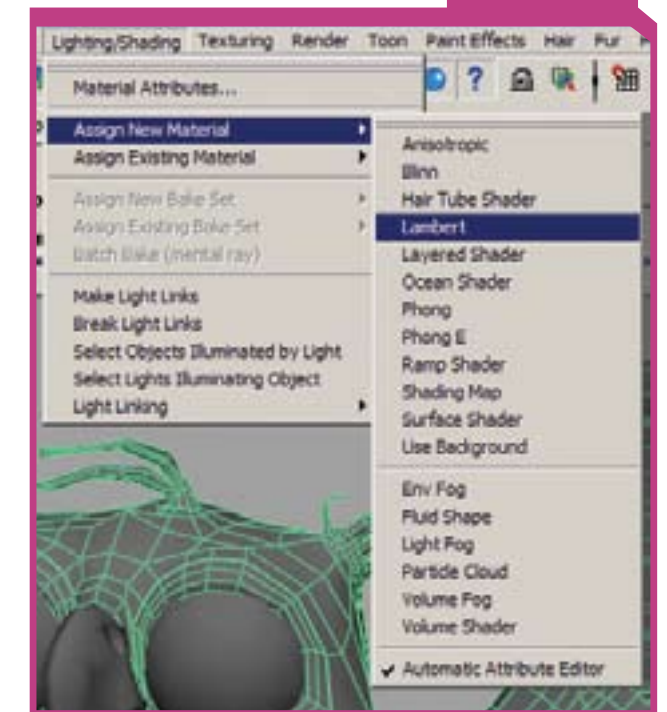 Lighting/Shading Texturing Render Toon Paint Effects Hair Fur
Material Attributes...
Assign New Material
Assign Existing Material
Assign New Bake Set
Assign Existing Bake Set
Batch Bake (mental ray)
Make Light Links
Break Light Links
Select Objects Illuminated by Light
Select Lights Illuminating Object
Light Linking
Anisotropic
Blinn
Hair Tube Shader
Lambert
Layered Shader
Ocean Shader
Phong
Phong E
Ramp Shader
Shading Map
Surface Shader
Use Background
Env Fog
Fluid Shape
Light Fog
Particle Cloud
Volume Fog
Volume Shader
Automatic Attribute Editor